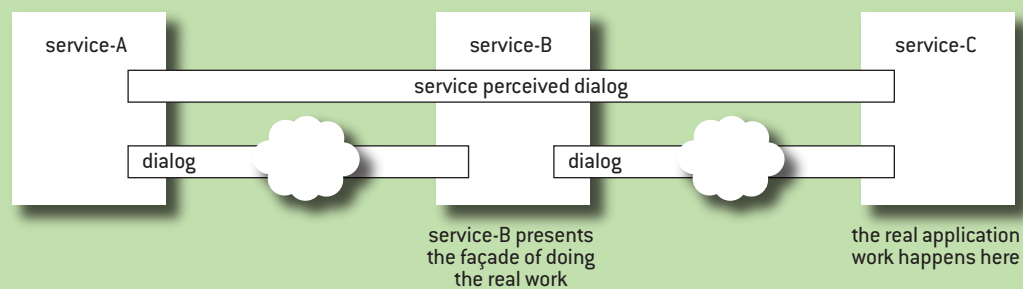 service-A
service-B
service-C
service perceived dialog
dialog
dialog
service-B presents
the façade of doing
the real work
the real application
work happens here